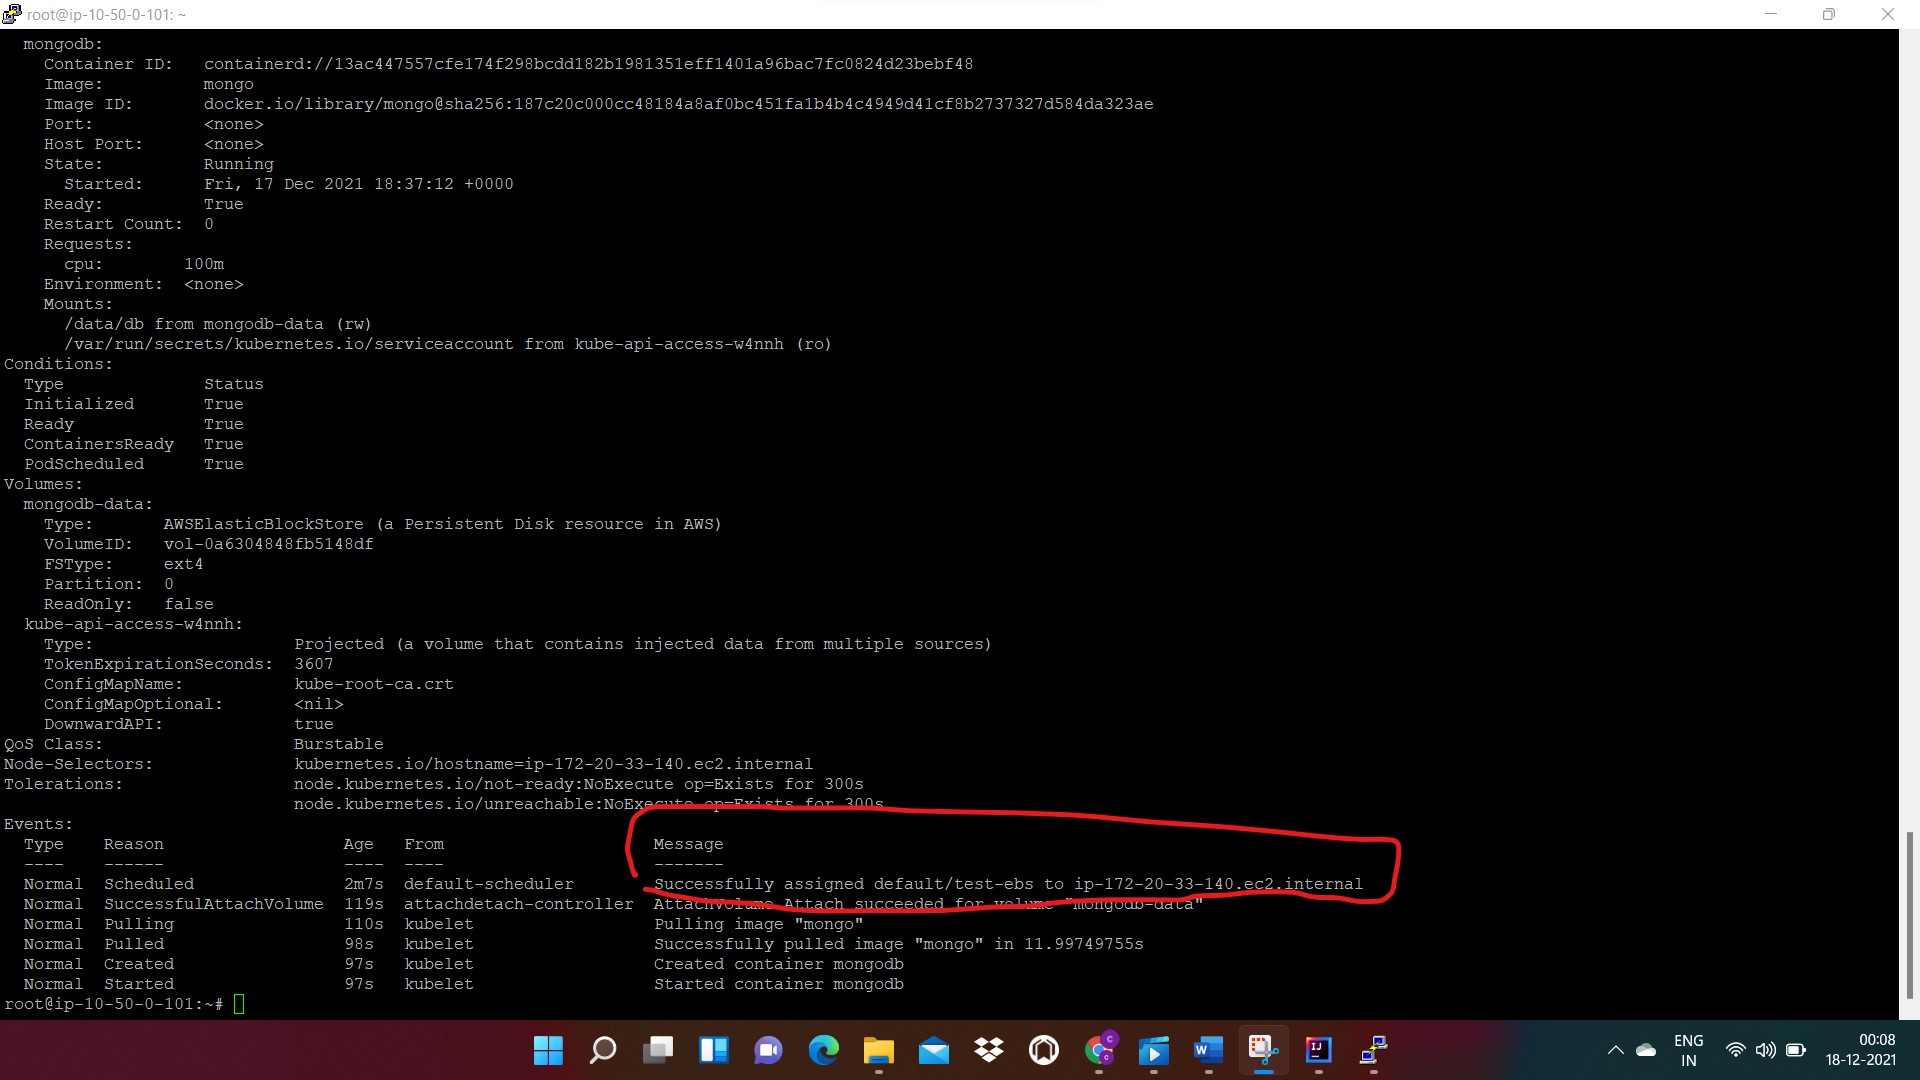 root@ip-10-50-0-101: ~
mongodb:
Container ID: containerd://13ac447557cfe174f298bcdd182b1981351eff1401a96bac7fc0824d23bebf48
Image: mongo
Image ID: docker.io/library/mongo@sha256:187c20c000cc48184a8af0bc451fa1b4b4c4949d41cf8b2737327d584da323ae
Port: <none>
Host Port: <none>
State: Running
Started: Fri, 17 Dec 2021 18:37:12 +0000
Ready: True
Restart Count: 0
Requests:
cpu: 100m
Environment: <none>
Mounts:
/data/db from mongodb-data (rw)
/var/run/secrets/kubernetes.io/serviceaccount from kube-api-access-w4nnh (ro)
Conditions:
Type Status
Initialized True
Ready True
ContainersReady True
PodScheduled True
Volumes:
mongodb-data:
Type: AWSElasticBlockStore (a Persistent Disk resource in AWS)
VolumeID: vol-0a6304848fb5148df
FSType: ext4
Partition: 0
ReadOnly: false
kube-api-access-w4nnh:
Type: Projected (a volume that contains injected data from multiple sources)
TokenExpirationSeconds: 3607
ConfigMapName: kube-root-ca.crt
ConfigMapOptional: <nil>
DownwardAPI: true
QoS Class: Burstable
Node-Selectors: kubernetes.io/hostname=ip-172-20-33-140.ec2.internal
Tolerations: node.kubernetes.io/not-ready:NoExecute op=Exists for 300s
node.kubernetes.io/unreachable:NoExecute op=Exists for 300s
Events:
Type Reason Age From Message
---- ------ ---- ---- -------
Normal Scheduled 2m7s default-scheduler Successfully assigned default/test-ebs to ip-172-20-33-140.ec2.internal
Normal SuccessfulAttachVolume 119s attachdetach-controller AttachVolume.Attach succeeded for volume "mongodb-data"
Normal Pulling 110s kubelet Pulling image "mongo"
Normal Pulled 98s kubelet Successfully pulled image "mongo" in 11.99749755s
Normal Created 97s kubelet Created container mongodb
Normal Started 97s kubelet Started container mongodb
root@ip-10-50-0-101:~#
ENG
IN
00:08
18-12-2021